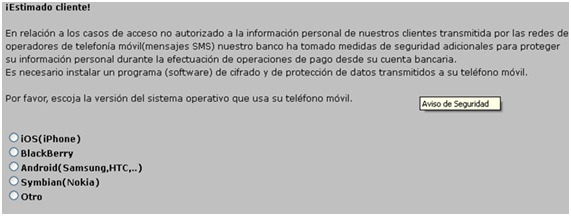 ¡Estimado cliente!
En relación a los casos de acceso no autorizado a la información personal de nuestros clientes transmitida por las redes de
operadores de telefonía móvil(mensajes SMS) nuestro banco ha tomado medidas de seguridad adicionales para proteger
su información personal durante la efectuación de operaciones de pago desde su cuenta bancaria.
Es necesario instalar un programa (software) de cifrado y de protección de datos transmitidos a su teléfono móvil.
Por favor, escoja la versión del sistema operativo que usa su teléfono móvil.
Aviso de Seguridad
iOS(iPhone)
BlackBerry
Android(Samsung,HTC,..)
Symbian(Nokia)
Otro